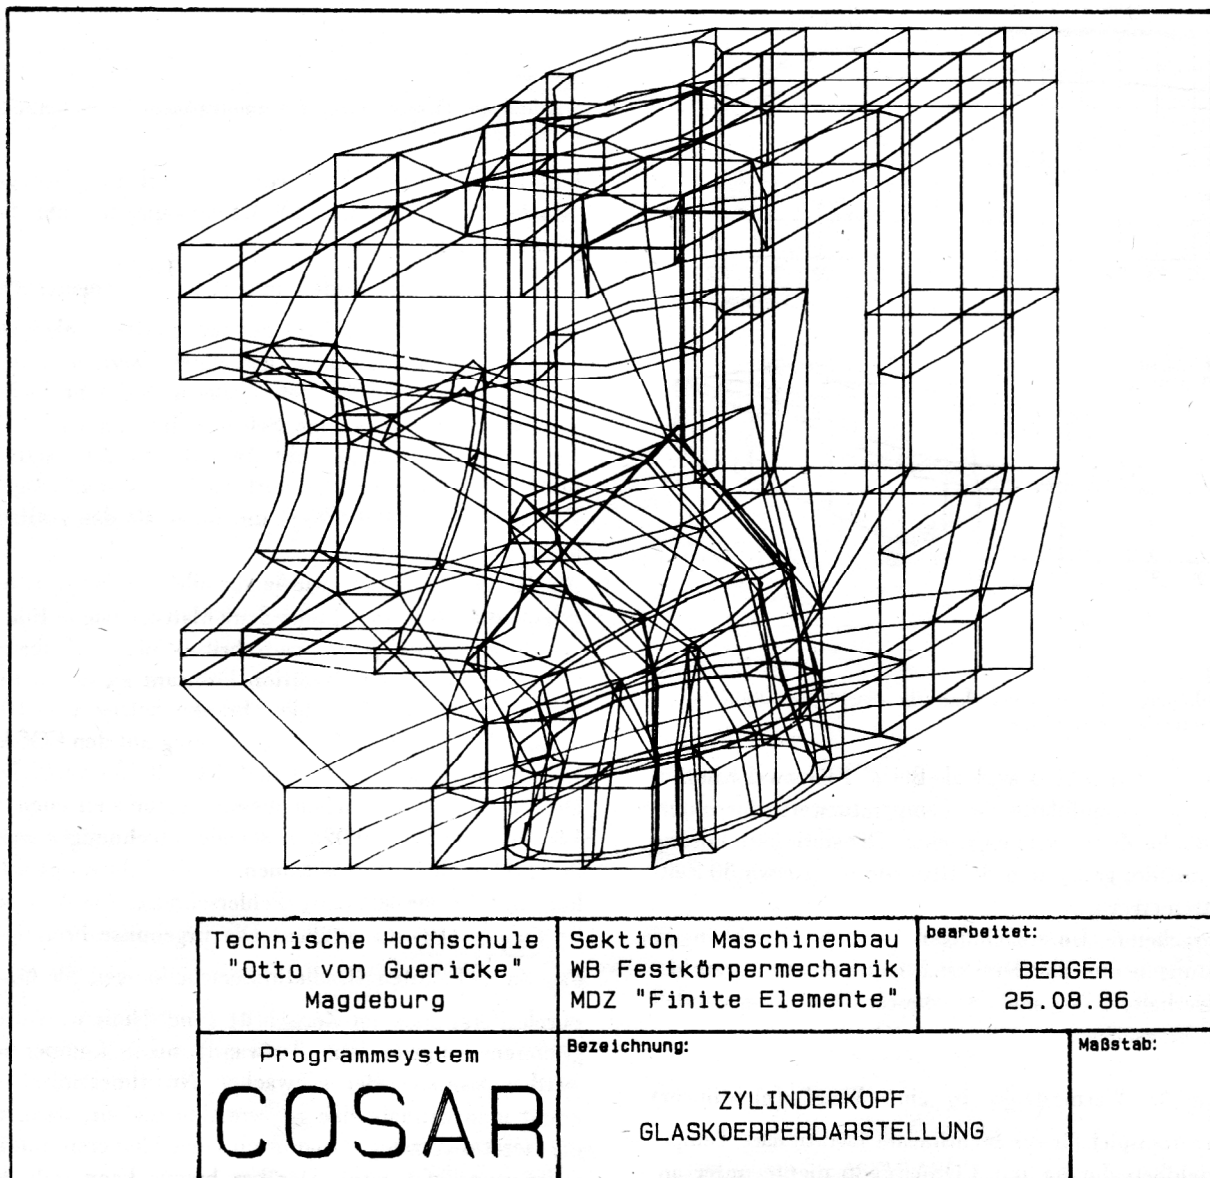 Technische Hochschule
"Otto von Guericke"
Magdeburg
Sektion Maschinenbau
WB Festkörpermechanik
MDZ "Finite Elemente"
bearbeitet:
BERGER
25.08.86
Programmsystem
COSAR
Bezeichnung:
ZYLINDERKOPF
GLASKOERPERDARSTELLUNG
Maßstab: